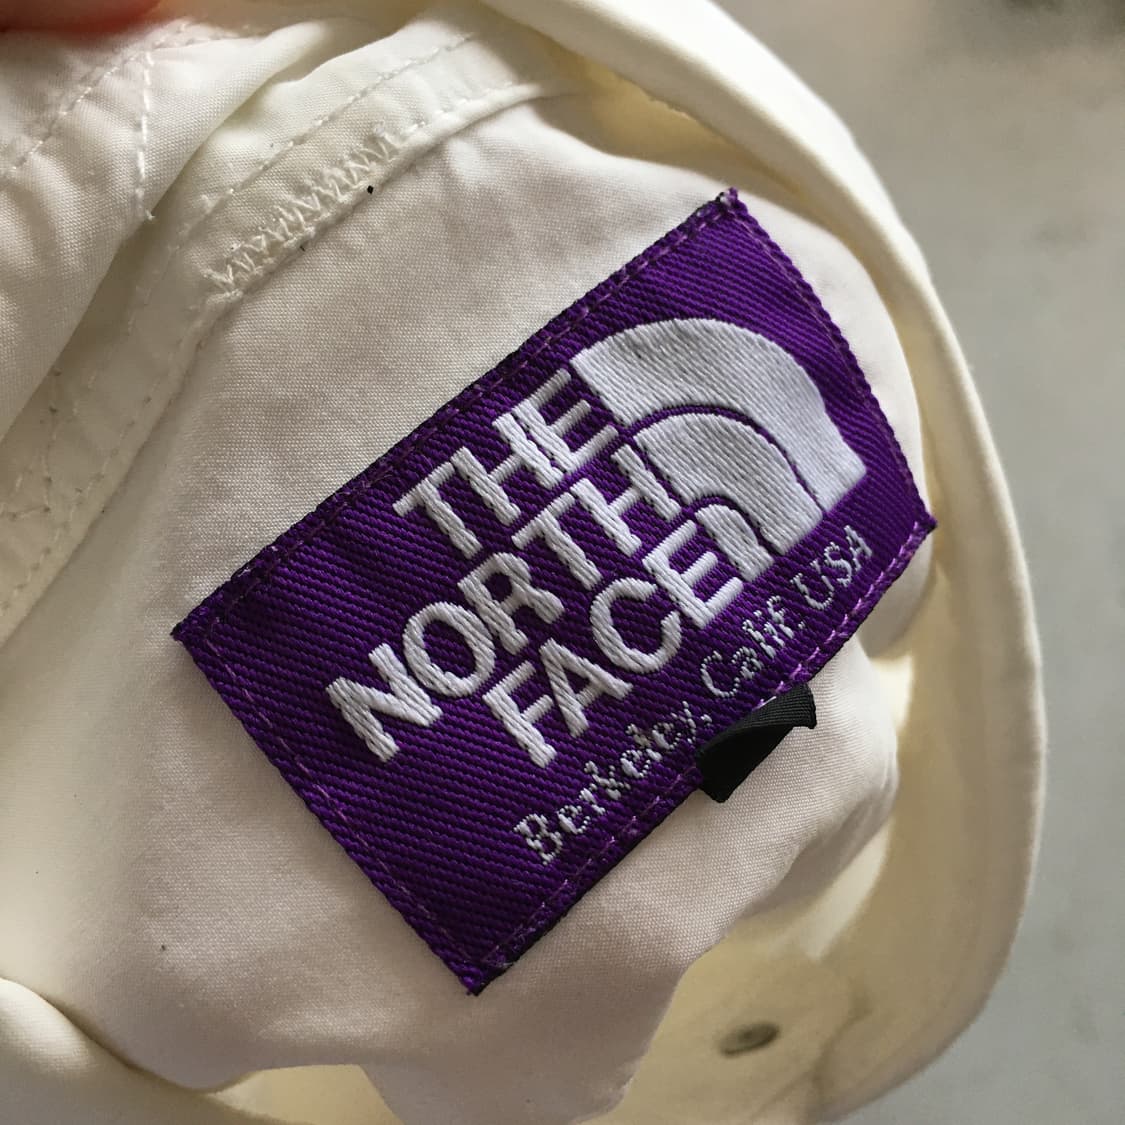 THE
NORTH
FACE
Berkeley, Calif. USA